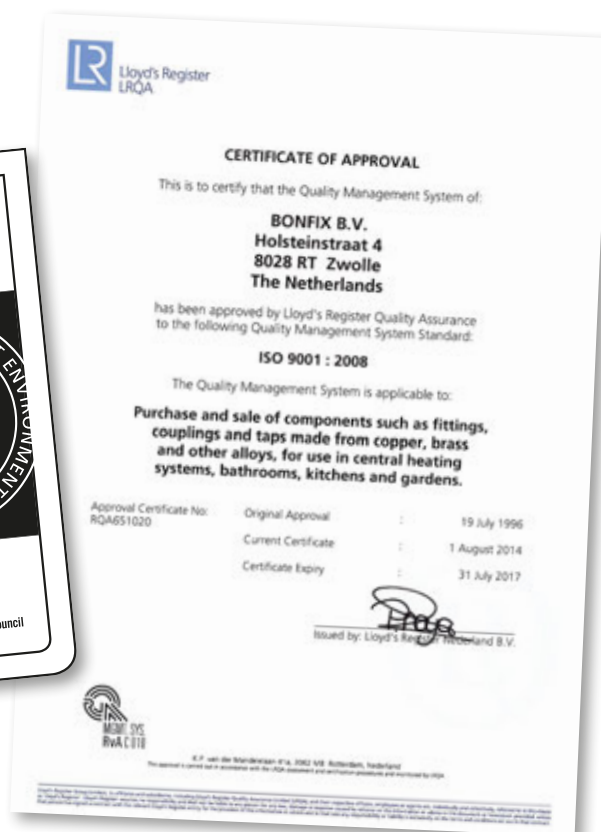 LR
Lloyd's Register
LRQA
CERTIFICATE OF APPROVAL
This is to certify that the Quality Management System of:
BONFIX B.V.
Holsteinstraat 4
8028 RT Zwolle
The Netherlands
has been approved by Lloyd's Register Quality Assurance
to the following Quality Management System Standard:
ISO 9001 : 2008
The Quality Management System is applicable to:
Purchase and sale of components such as fittings,
couplings and taps made from copper, brass
and other alloys, for use in central heating
systems, bathrooms, kitchens and gardens.
Approval Certificate No:
RQA651020
Original Approval : 19 July 1996
Current Certificate : 1 August 2014
Certificate Expiry : 31 July 2017
Issued by: Lloyd's Register Nederland B.V.
MGMT. SYS.
RvA C 010
ENVIRONMENT